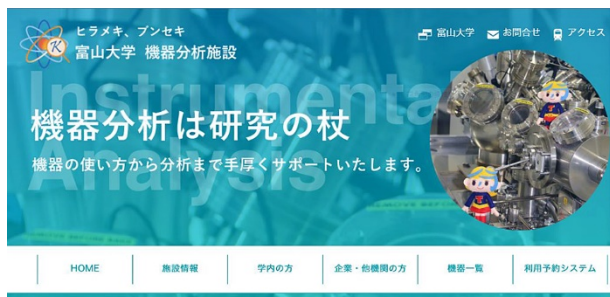 ヒラメキ、ブンセキ
富山大学 機器分析施設
富山大学 お問合せ アクセス
Instrumental
機器分析は研究の杖
機器の使い方から分析まで手厚くサポートいたします。
Analysis
HOME 施設情報 学内の方 企業・他機関の方 機器一覧 利用予約システム